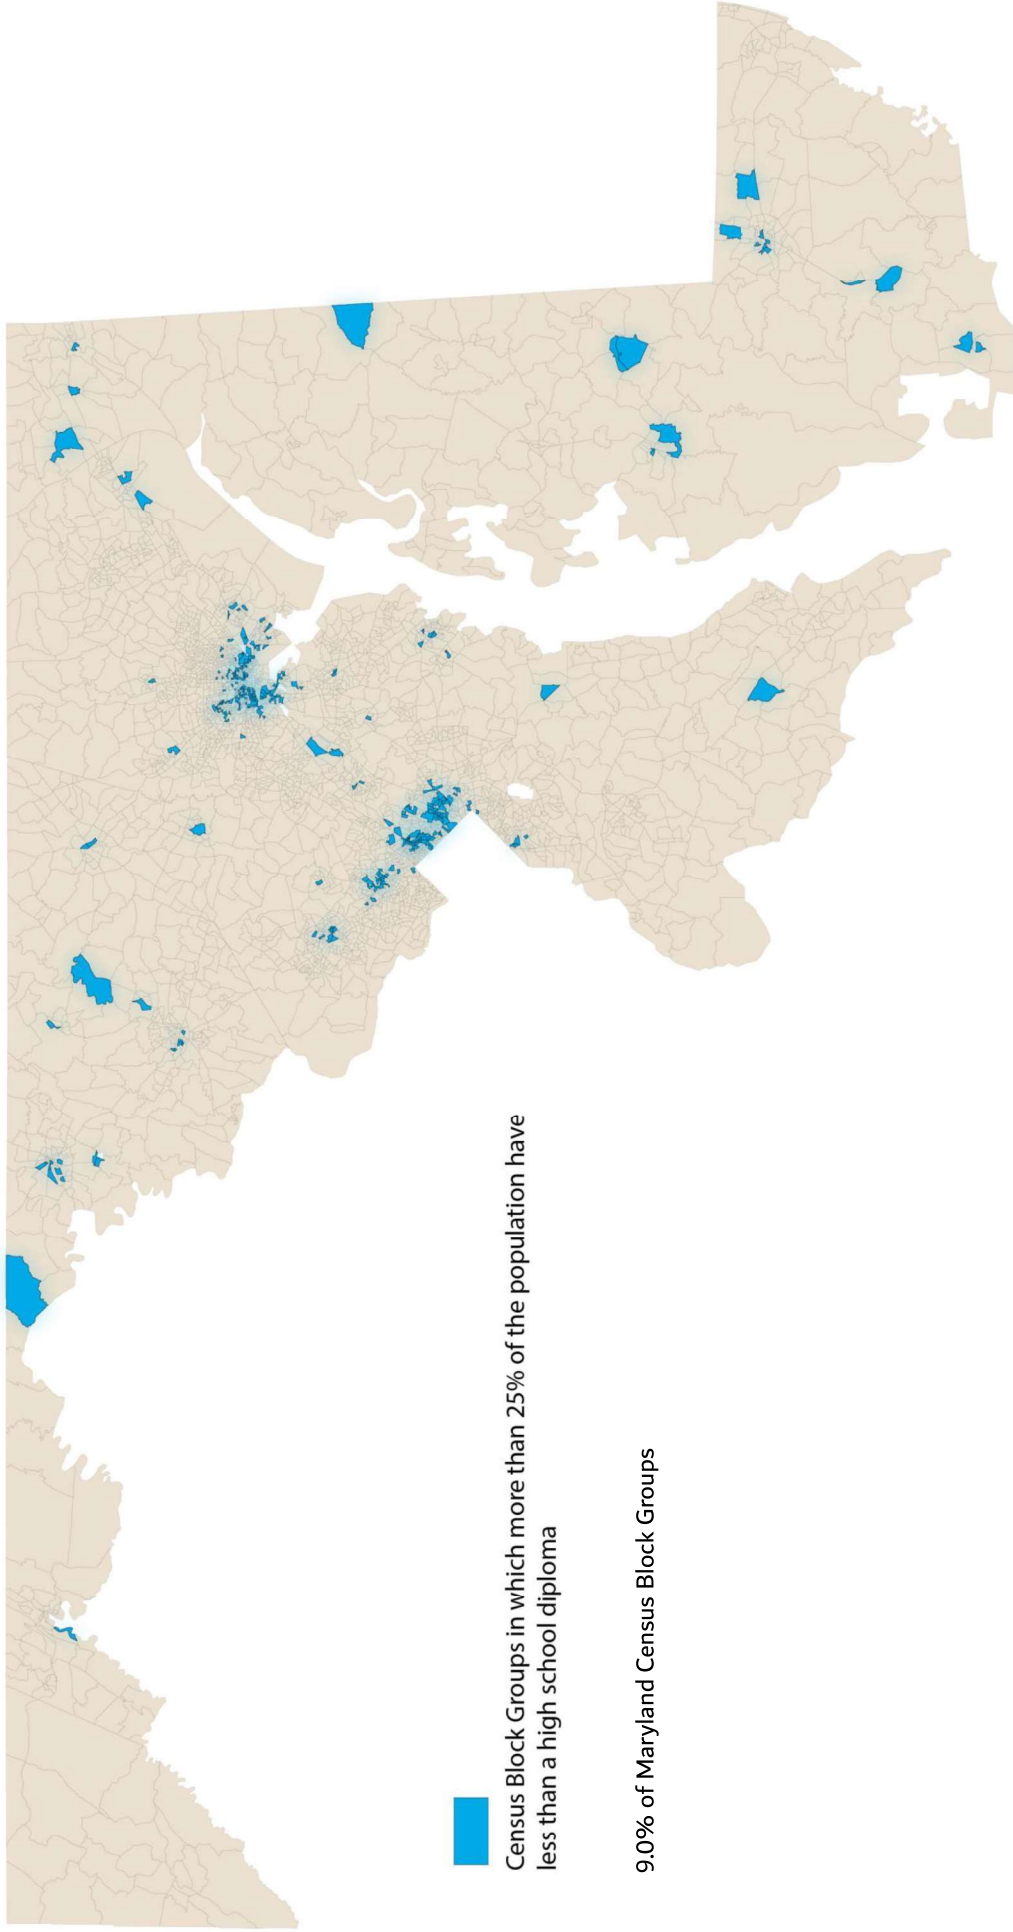 Census Block Groups in which more than 25% of the population have
less than a high school diploma
9.0% of Maryland Census Block Groups